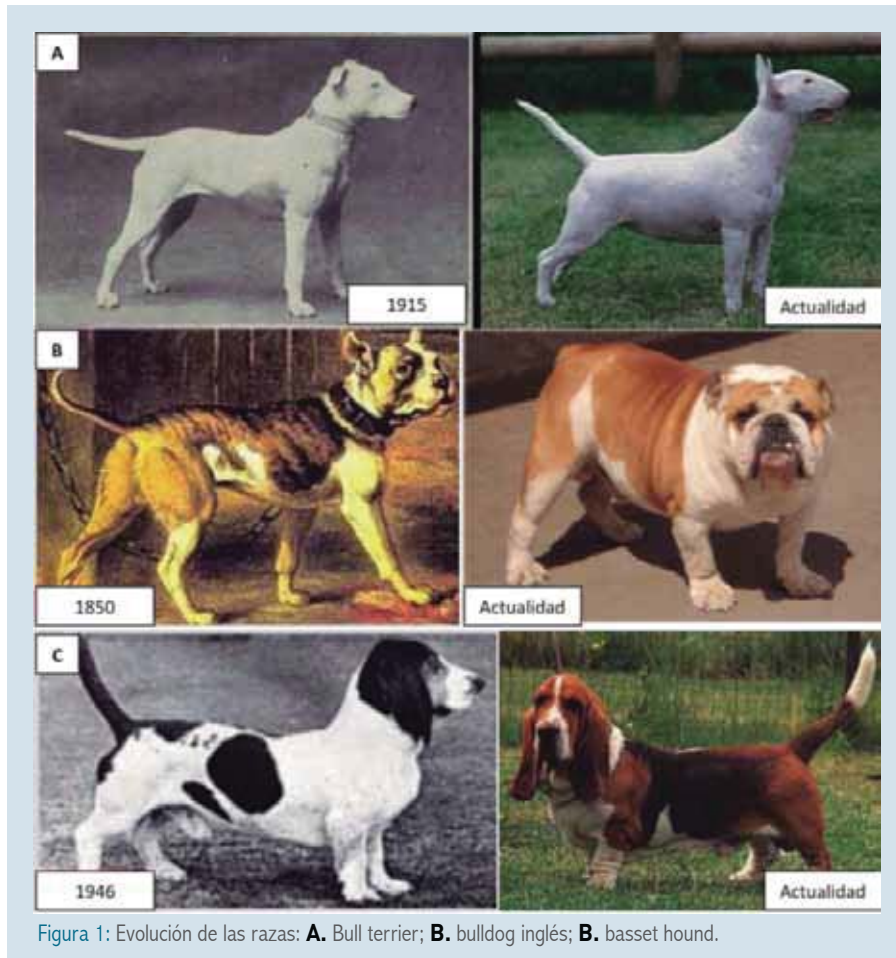 A
1915
Actualidad
B
1850
Actualidad
C
1946
Actualidad
Figura 1: Evolución de las razas: A. Bull terrier; B. bulldog inglés; B. basset hound.